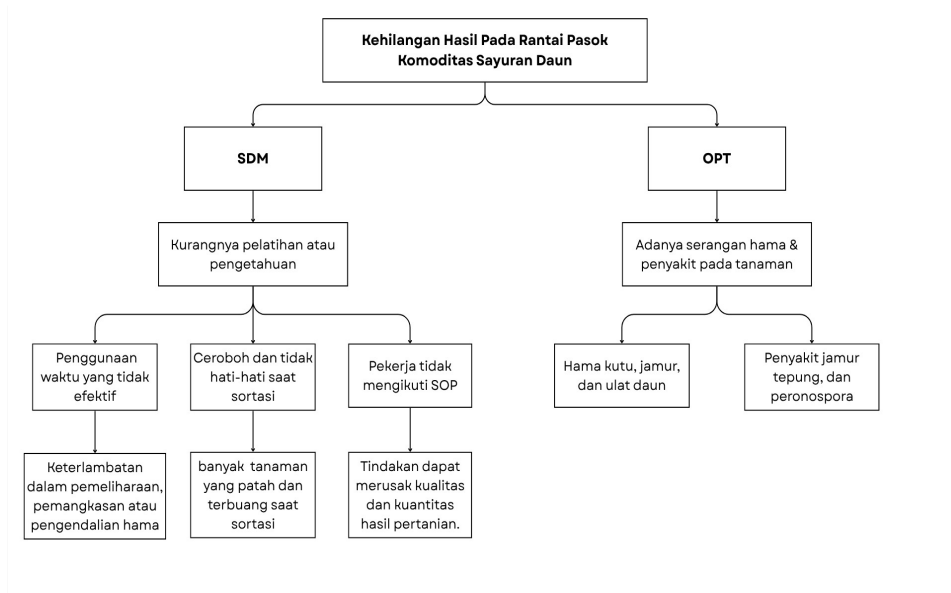 Kehilangan Hasil Pada Rantai Pasok
Komoditas Sayuran Daun
SDM
OPT
Kurangnya pelatihan atau
pengetahuan
Adanya serangan hama &
penyakit pada tanaman
Penggunaan
waktu yang tidak
efektif
Ceroboh dan tidak
hati-hati saat
sortasi
Pekerja tidak
mengikuti SOP
Hama kutu, jamur,
dan ulat daun
Penyakit jamur
tepung, dan
peronospora
Keterlambatan
dalam pemeliharaan,
pemangkasan atau
pengendalian hama
banyak tanaman
yang patah dan
terbuang saat
sortasi
Tindakan dapat
merusak kualitas
dan kuantitas
hasil pertanian.